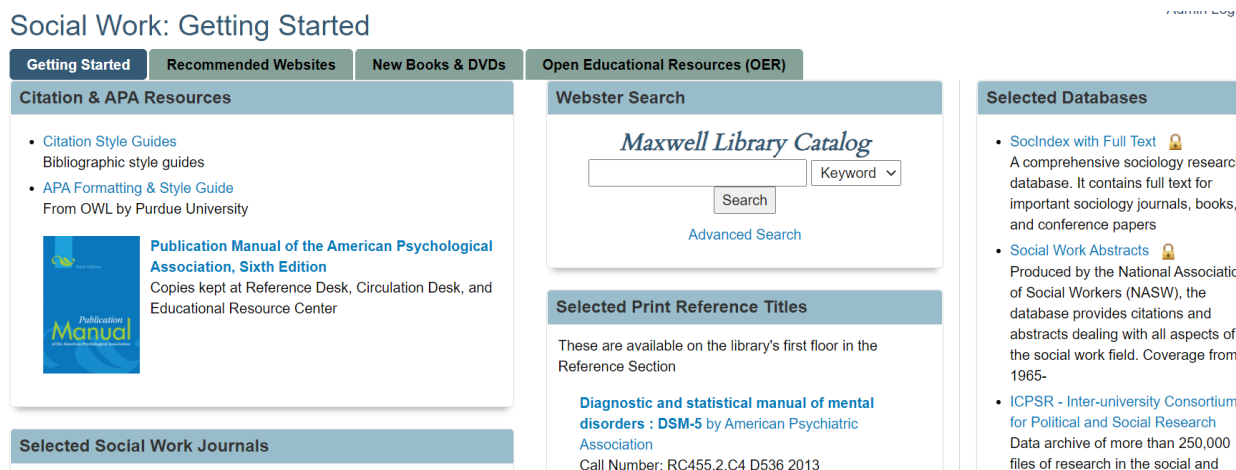 Social Work: Getting Started
Getting Started
Recommended Websites
New Books & DVDs
Open Educational Resources (OER)
Citation & APA Resources
• Citation Style Guides
Bibliographic style guides
• APA Formatting & Style Guide
From OWL by Purdue University
Publication
Manual
of the American Psychological Association
Publication Manual of the American Psychological
Association, Sixth Edition
Copies kept at Reference Desk, Circulation Desk, and
Educational Resource Center
Selected Social Work Journals
Webster Search
Maxwell Library Catalog
Keyword
Search
Advanced Search
Selected Print Reference Titles
These are available on the library's first floor in the
Reference Section
Diagnostic and statistical manual of mental
disorders : DSM-5 by American Psychiatric
Association
Call Number: RC455.2.C4 D536 2013
Selected Databases
• SocIndex with Full Text
A comprehensive sociology researc
database. It contains full text for
important sociology journals, books,
and conference papers
• Social Work Abstracts
Produced by the National Associatio
of Social Workers (NASW), the
database provides citations and
abstracts dealing with all aspects of
the social work field. Coverage from
1965-
• ICPSR - Inter-university Consortium
for Political and Social Research
Data archive of more than 250,000
files of research in the social and